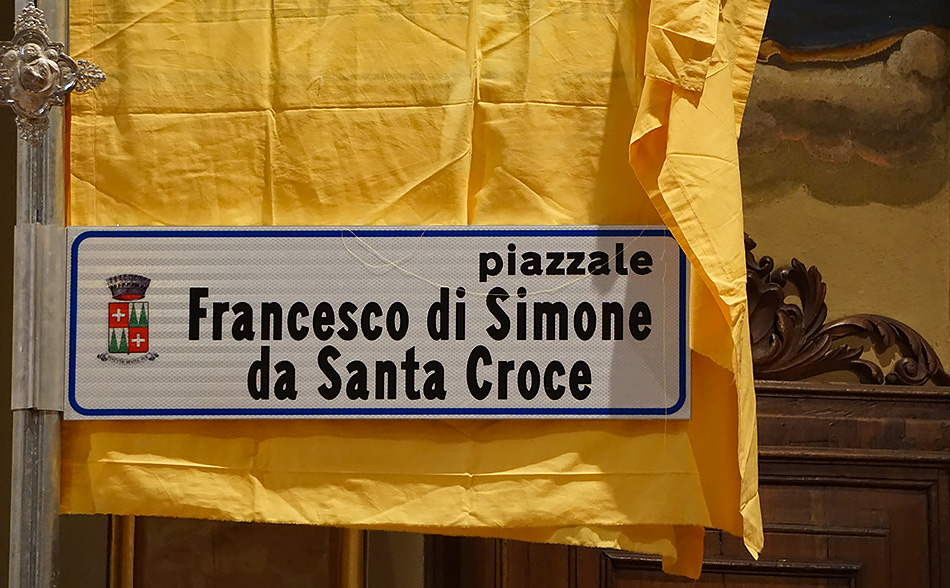 piazzale
Francesco di Simone
da Santa Croce